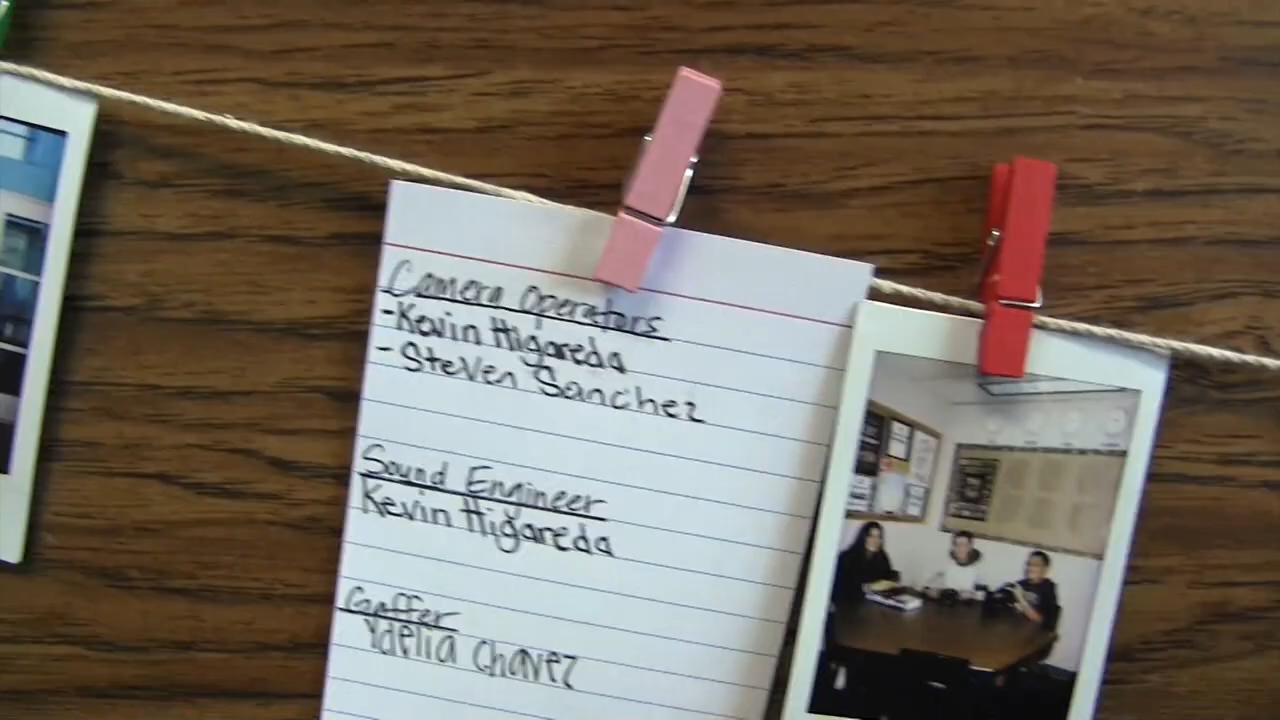 Camera Operators
-Kevin Higareda
- Steven Sanchez
Sound Engineer
Kevin Higareda
Gaffer
Ydelia Chavez